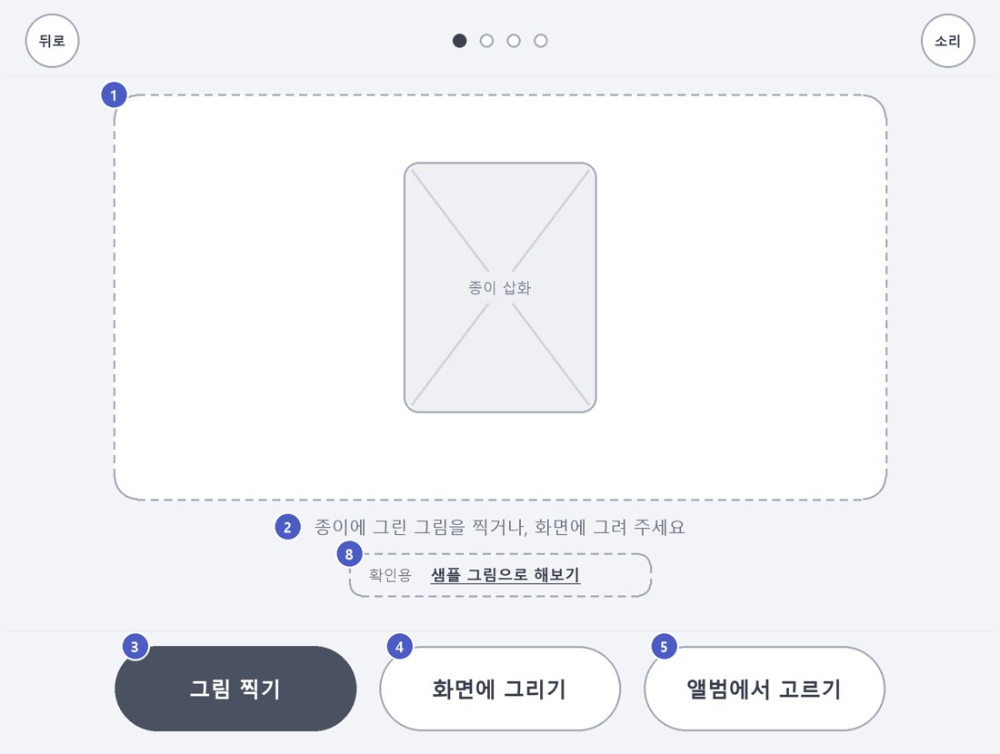 뒤로
소리
1
종이 삽화
2 종이에 그린 그림을 찍거나, 화면에 그려 주세요
8
확인용 샘플 그림으로 해보기
3
그림 찍기
4
화면에 그리기
5
앨범에서 고르기